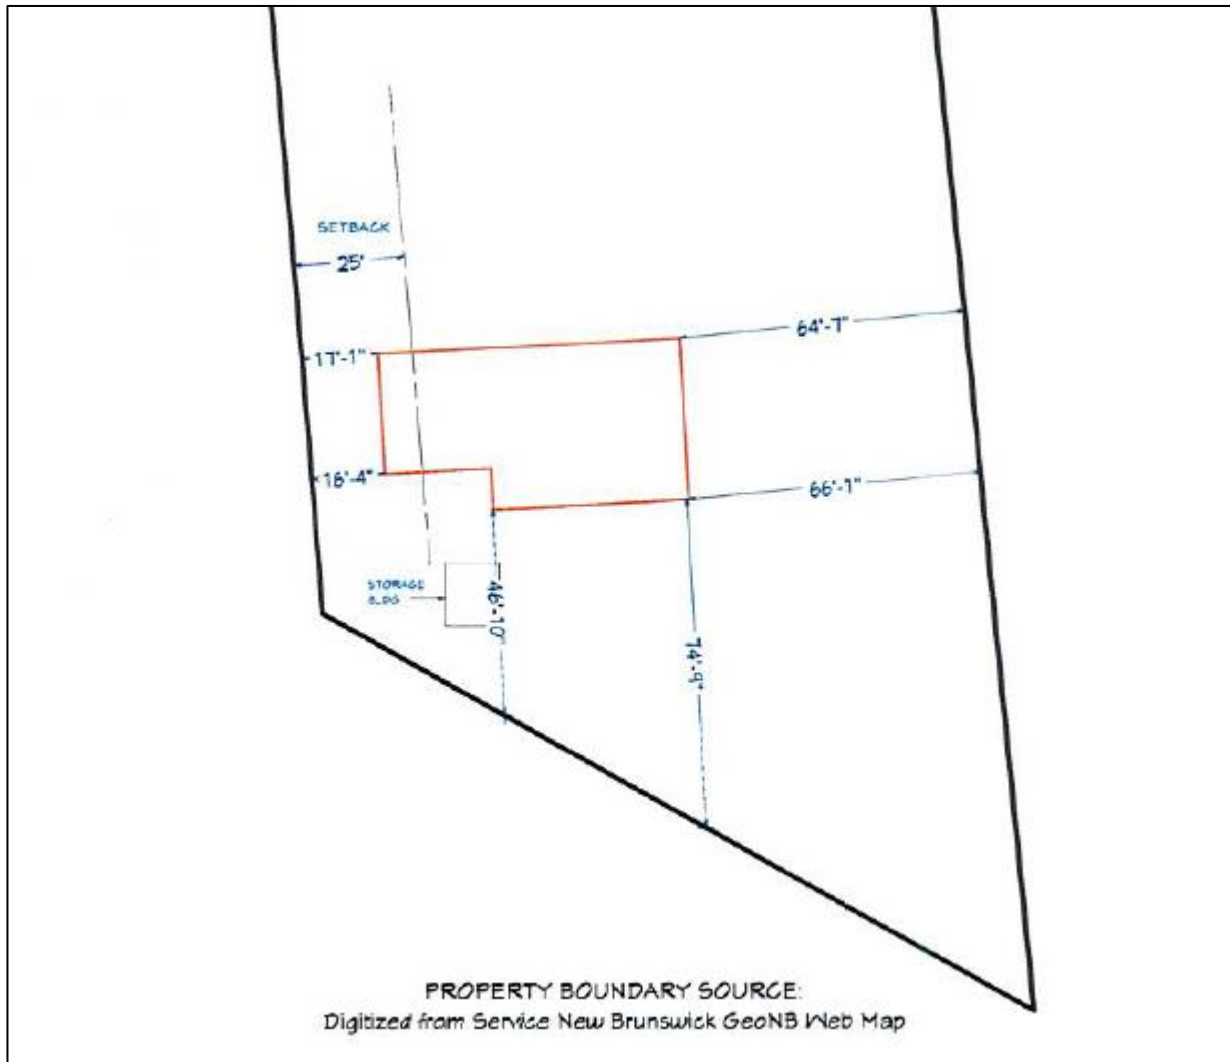 SETBACK
25'
64'-7"
17'-1"
16'-4"
66'-1"
STORAGE
BLDG
46'-10"
74'-9"
PROPERTY BOUNDARY SOURCE:
Digitized from Service New Brunswick GeoNB Web Map